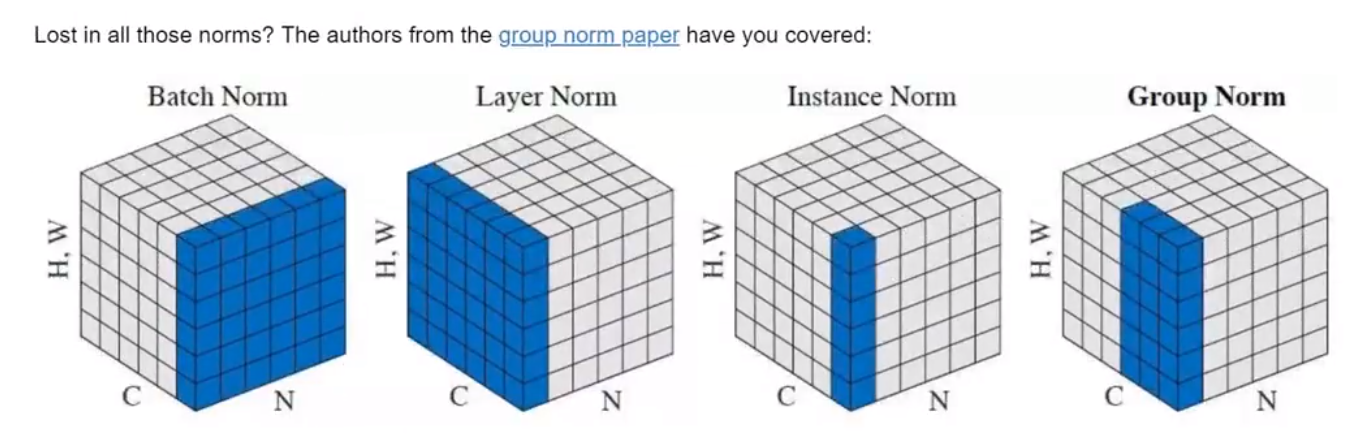 Lost in all those norms? The authors from the group norm paper have you covered:
Batch Norm
Layer Norm
Instance Norm
Group Norm
H, W
C
N
H, W
C
N
H, W
C
N
H, W
C
N